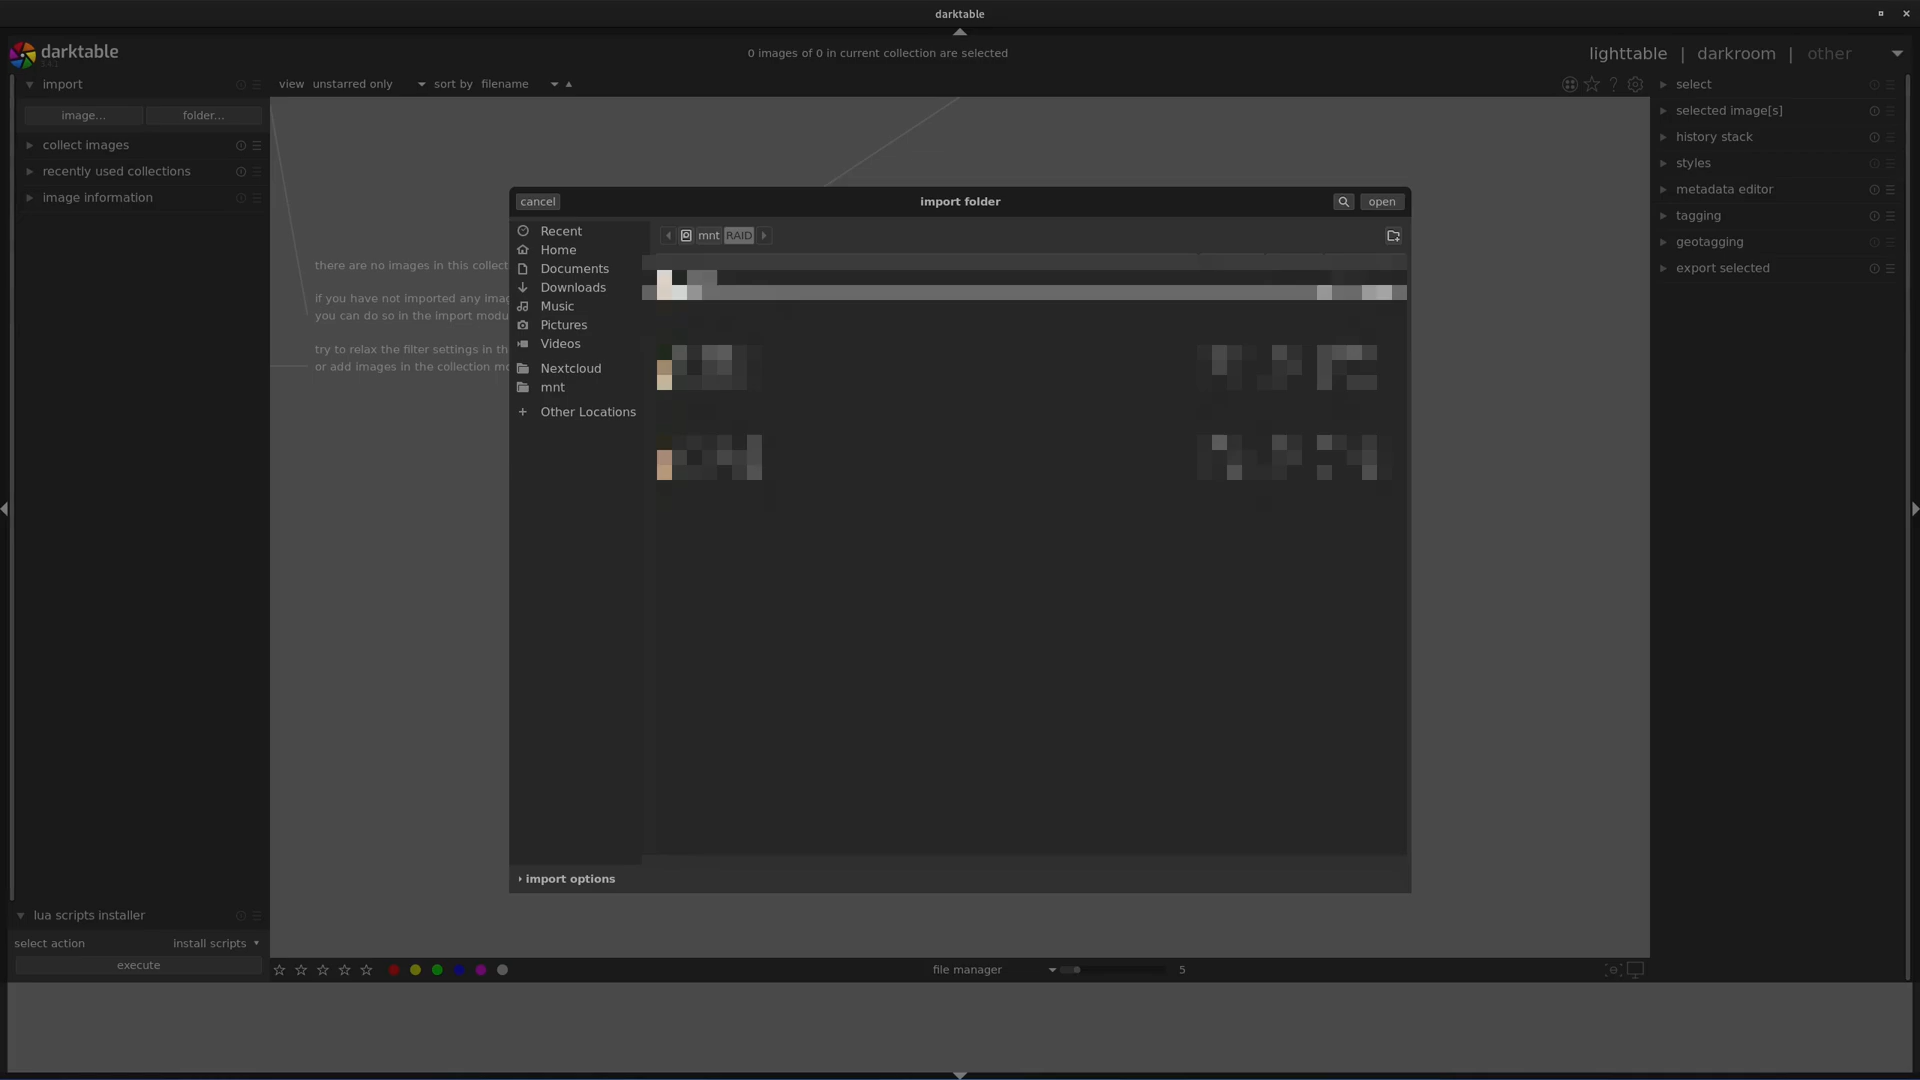 darktable
darktable
0 images of 0 in current collection are selected
lighttable | darkroom | other
import
view unstarred only sort by filename
image... folder...
collect images
recently used collections
image information
there are no images in this collect
if you have not imported any imag
you can do so in the import modu
try to relax the filter settings in th
or add images in the collection mo
cancel
import folder
open
Recent
Home
Documents
Downloads
Music
Pictures
Videos
Nextcloud
mnt
Other Locations
mnt RAID
import options
select
selected image[s]
history stack
styles
metadata editor
tagging
geotagging
export selected
lua scripts installer
select action install scripts
execute
file manager 5